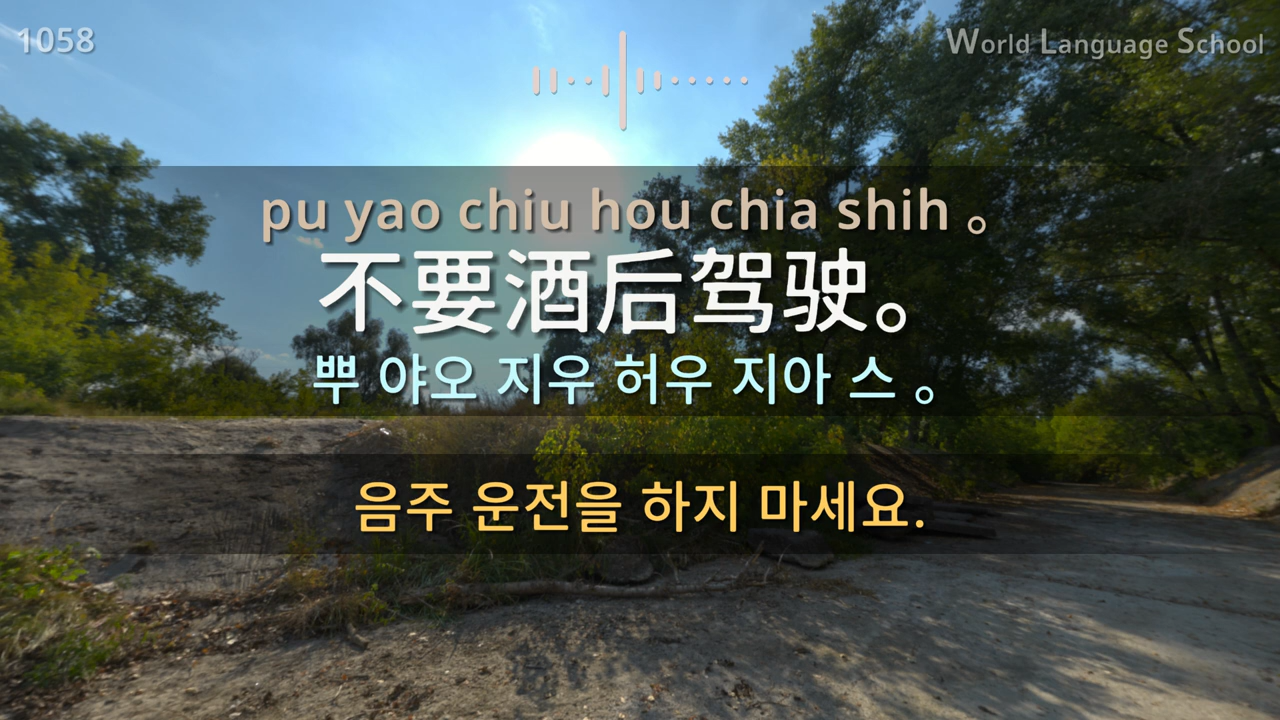 1058
World Language School
pu yao chiu hou chia shih 。
不要酒后驾驶。
뿌 야오 지우 허우 지아 스 。
음주 운전을 하지 마세요.